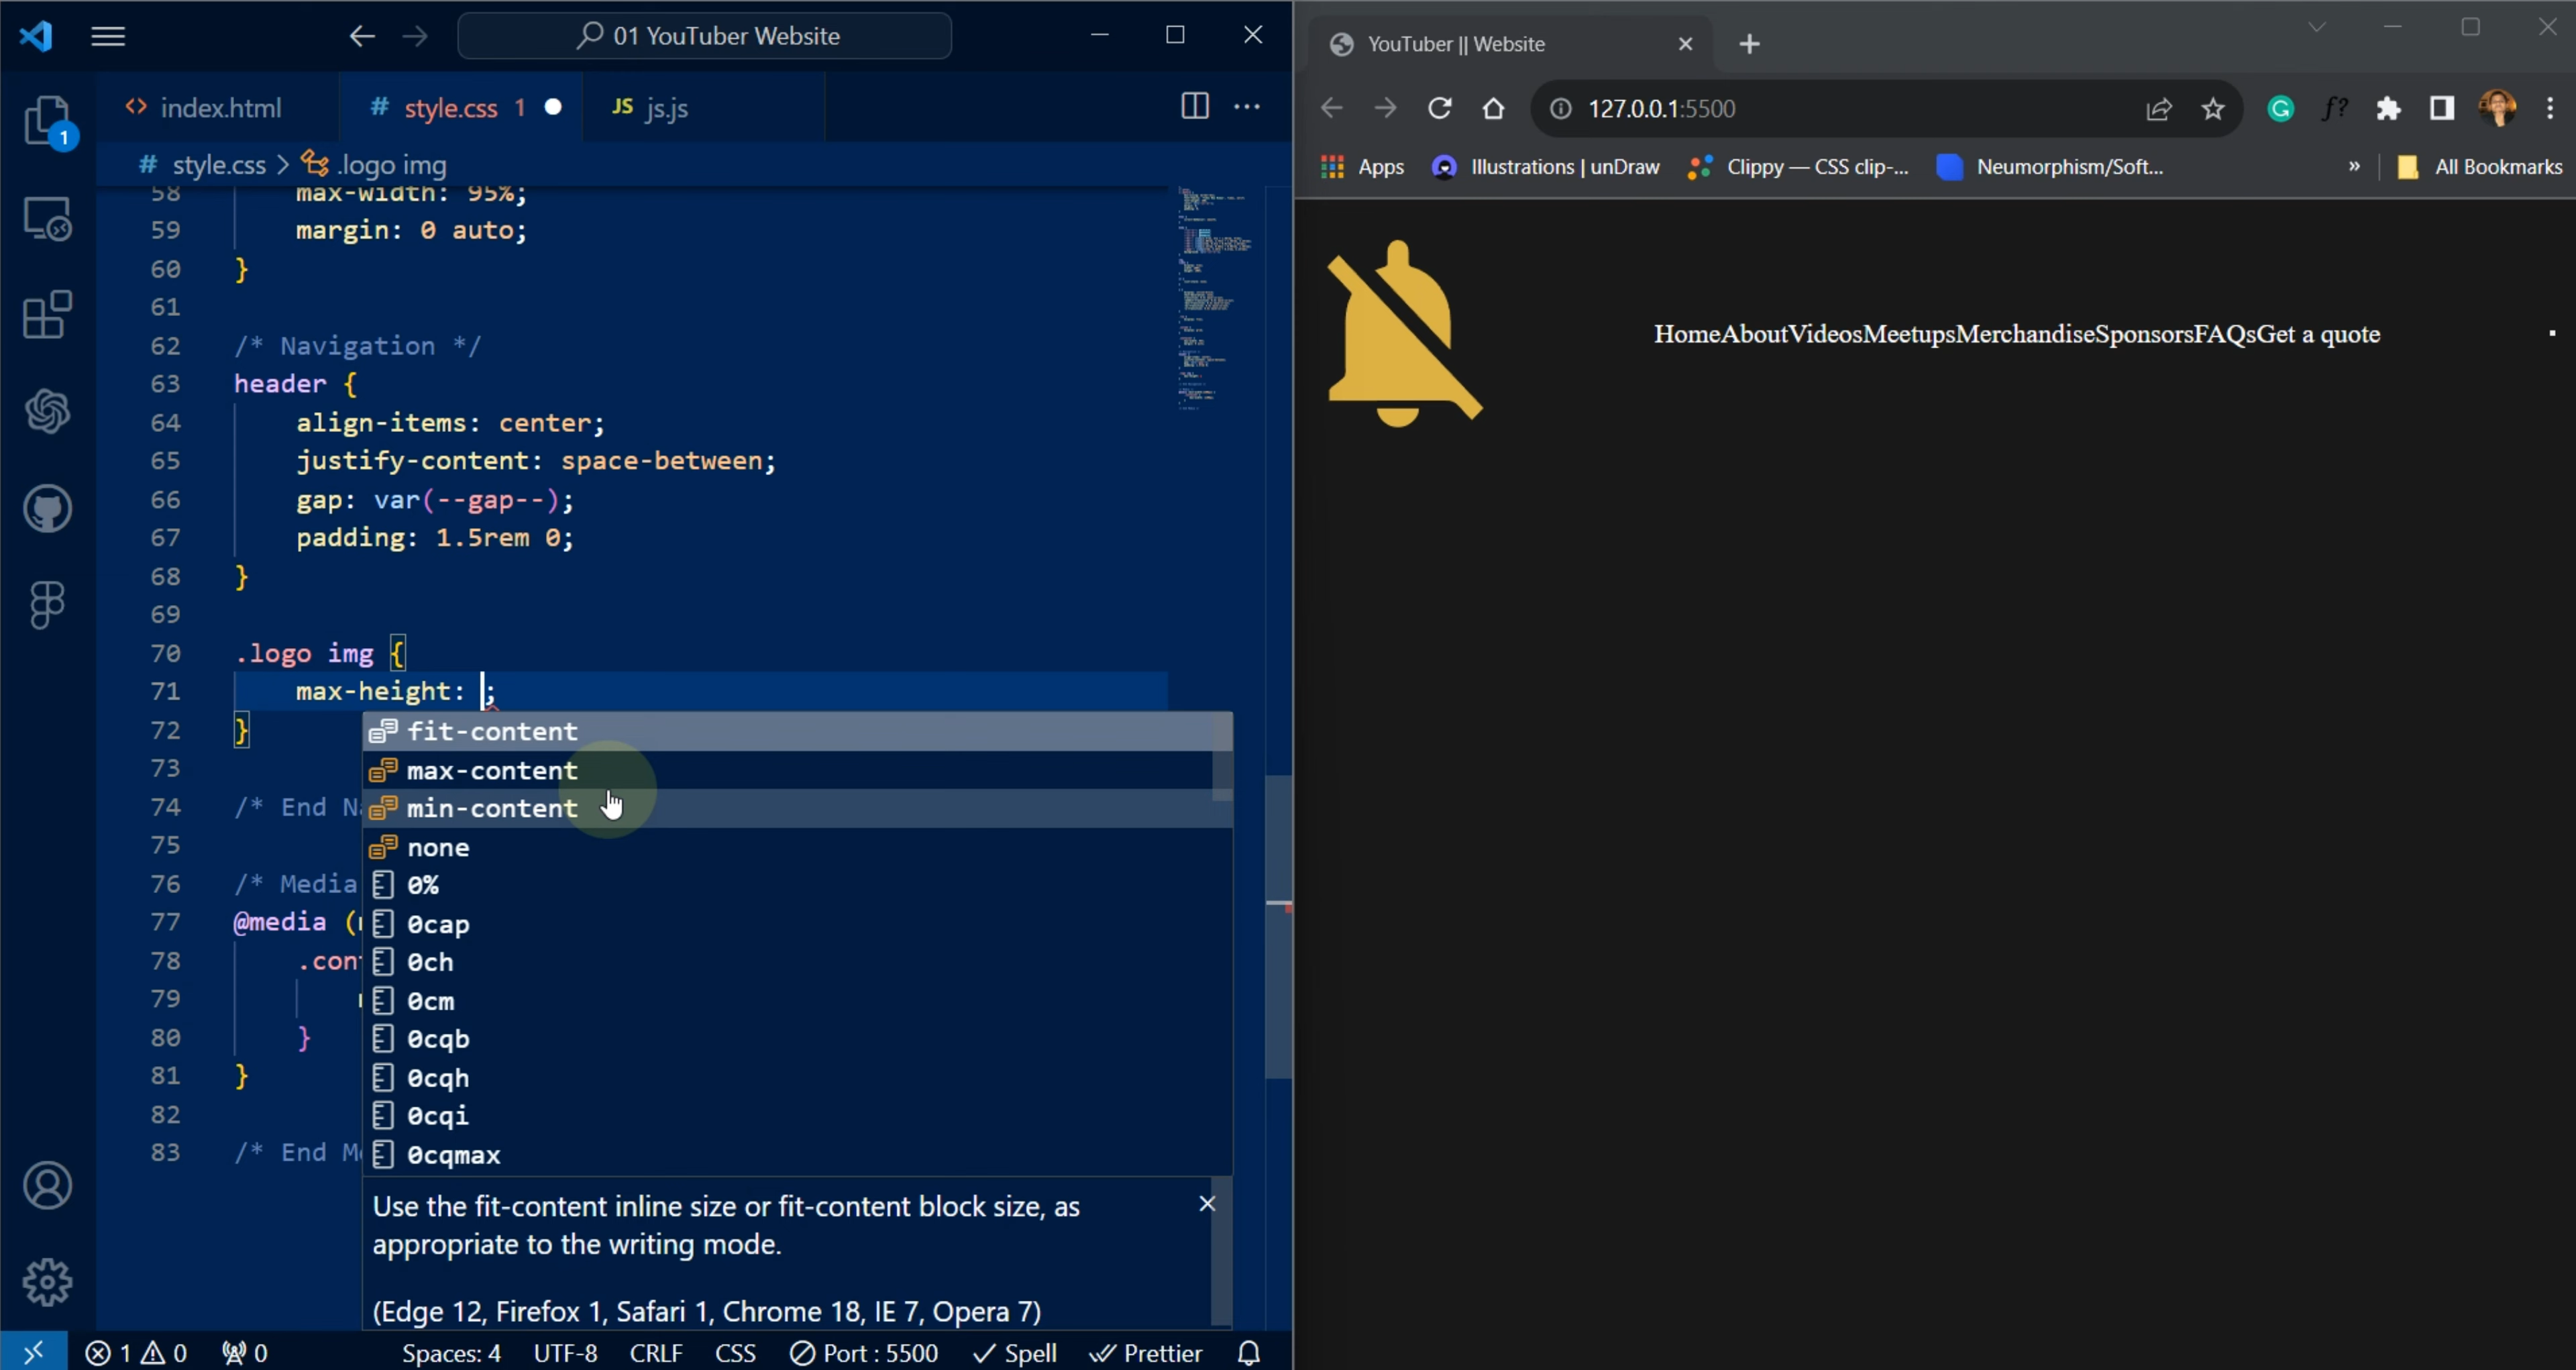 01 YouTuber Website
1
index.html
# style.css 1
JS js.js
# style.css > .logo img
58 max-width: 95%;
59 margin: 0 auto;
60 }
61
62 /* Navigation */
63 header {
64 align-items: center;
65 justify-content: space-between;
66 gap: var(--gap--);
67 padding: 1.5rem 0;
68 }
69
70 .logo img {
71 max-height: ;
72 }
fit-content
73
max-content
74 /* End Na
min-content
75
none
76 /* Media
0%
77 @media (
0cap
78 .con
0ch
79
0cm
80 }
0cqb
81 }
0cqh
82
0cqi
83 /* End M
0cqmax
Use the fit-content inline size or fit-content block size, as
appropriate to the writing mode.
(Edge 12, Firefox 1, Safari 1, Chrome 18, IE 7, Opera 7)
1 0 0 Spaces: 4 UTF-8 CRLF CSS Port : 5500 Spell Prettier
YouTuber || Website
127.0.0.1:5500
f?
Apps Illustrations | unDraw Clippy — CSS clip-... Neumorphism/Soft... » All Bookmarks
HomeAboutVideosMeetupsMerchandiseSponsorsFAQsGet a quote